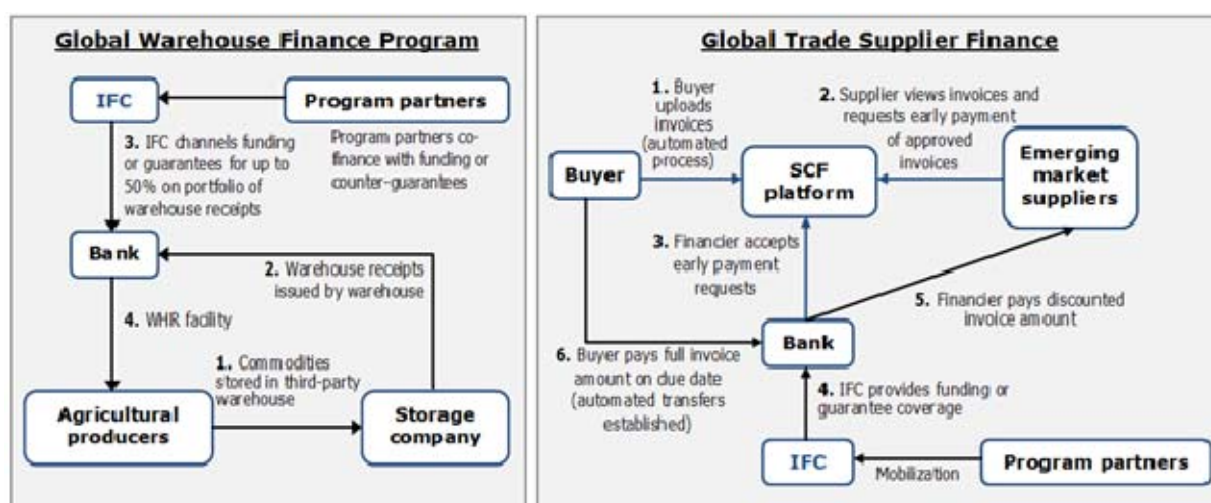 Global Warehouse Finance Program
IFC
Program partners
3. IFC channels funding
or guarantees for up to
50% on portfolio of
warehouse receipts
Program partners co-
finance with funding or
counter-guarantees
Bank
2. Warehouse receipts
issued by warehouse
4. WHR facility
1. Commodities
stored in third-party
warehouse
Agricultural
producers
Storage
company
Global Trade Supplier Finance
1. Buyer
uploads
invoices
(automated
process)
2. Supplier views invoices and
requests early payment
of approved
invoices
Buyer
SCF
platform
Emerging
market
suppliers
3. Financier accepts
early payment
requests
5. Financier pays discounted
invoice amount
Bank
6. Buyer pays full invoice
amount on due date
(automated transfers
established)
4. IFC provides funding or
guarantee coverage
IFC
Mobilization
Program partners